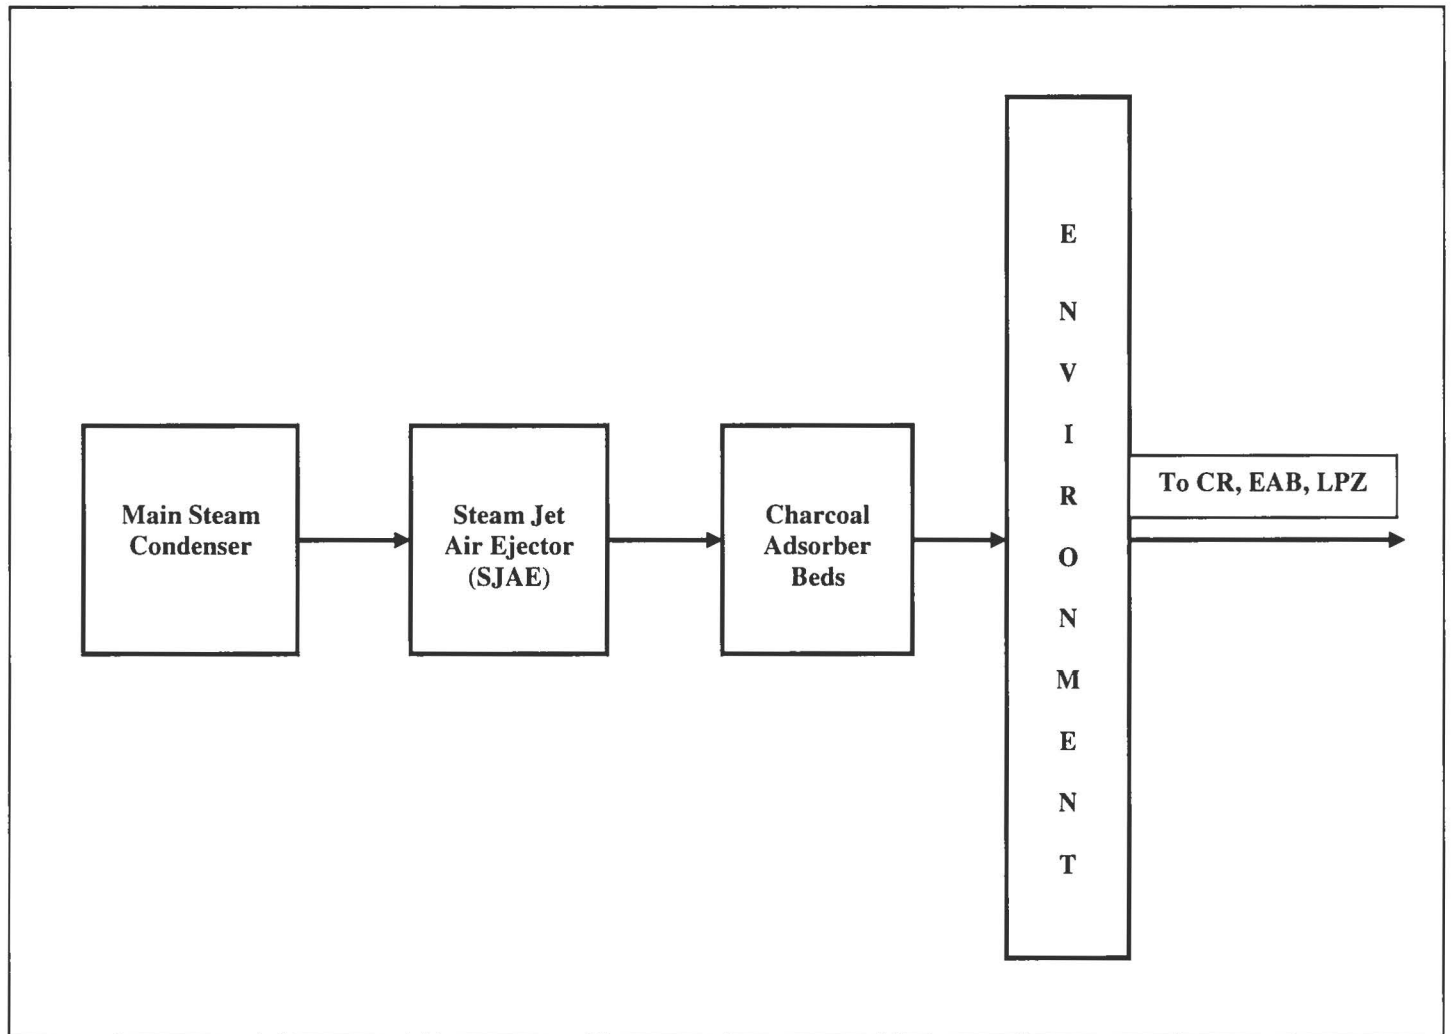 Main Steam
Condenser
Steam Jet
Air Ejector
(SJAE)
Charcoal
Adsorber
Beds
E
N
V
I
R
O
N
M
E
N
T
To CR, EAB, LPZ